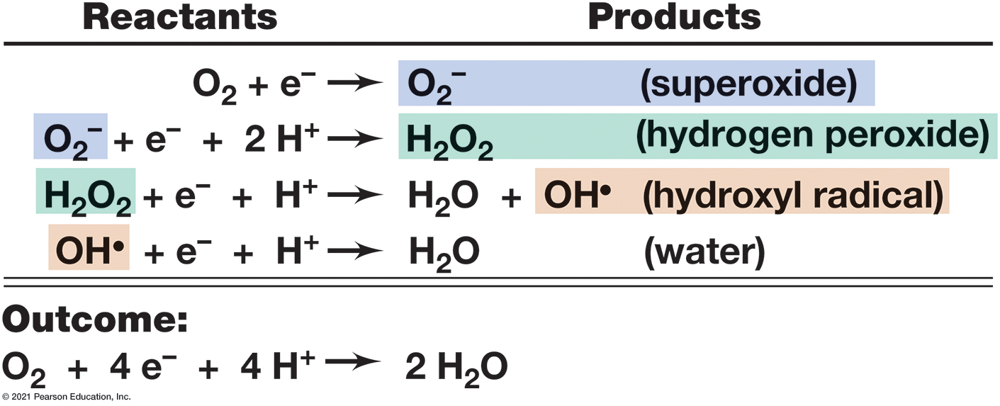 Reactants Products
O₂ + e⁻ → O₂⁻ (superoxide)
O₂⁻ + e⁻ + 2 H⁺ → H₂O₂ (hydrogen peroxide)
H₂O₂ + e⁻ + H⁺ → H₂O + OH• (hydroxyl radical)
OH• + e⁻ + H⁺ → H₂O (water)
Outcome:
O₂ + 4 e⁻ + 4 H⁺ → 2 H₂O
© 2021 Pearson Education, Inc.